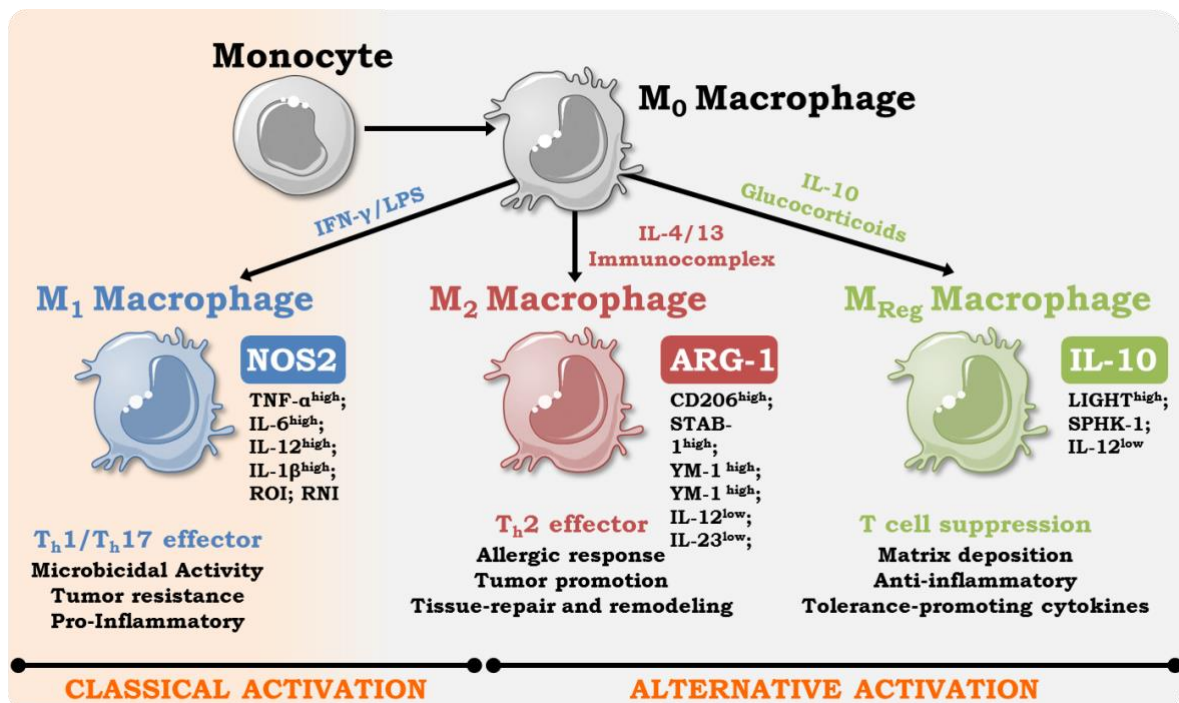 Monocyte
M₀ Macrophage
IFN-γ/LPS
IL-4/13
Immunocomplex
IL-10
Glucocorticoids
M₁ Macrophage
NOS2
TNF-αʰⁱᵍʰ;
IL-6ʰⁱᵍʰ;
IL-12ʰⁱᵍʰ;
IL-1βʰⁱᵍʰ;
ROI; RNI
Tₕ1/Tₕ17 effector
Microbicidal Activity
Tumor resistance
Pro-Inflammatory
M₂ Macrophage
ARG-1
CD206ʰⁱᵍʰ;
STAB-
1ʰⁱᵍʰ;
YM-1 ʰⁱᵍʰ;
YM-1 ʰⁱᵍʰ;
IL-12ˡᵒʷ;
IL-23ˡᵒʷ;
Tₕ2 effector
Allergic response
Tumor promotion
Tissue-repair and remodeling
M_Reg Macrophage
IL-10
LIGHTʰⁱᵍʰ;
SPHK-1;
IL-12ˡᵒʷ
T cell suppression
Matrix deposition
Anti-inflammatory
Tolerance-promoting cytokines
CLASSICAL ACTIVATION
ALTERNATIVE ACTIVATION